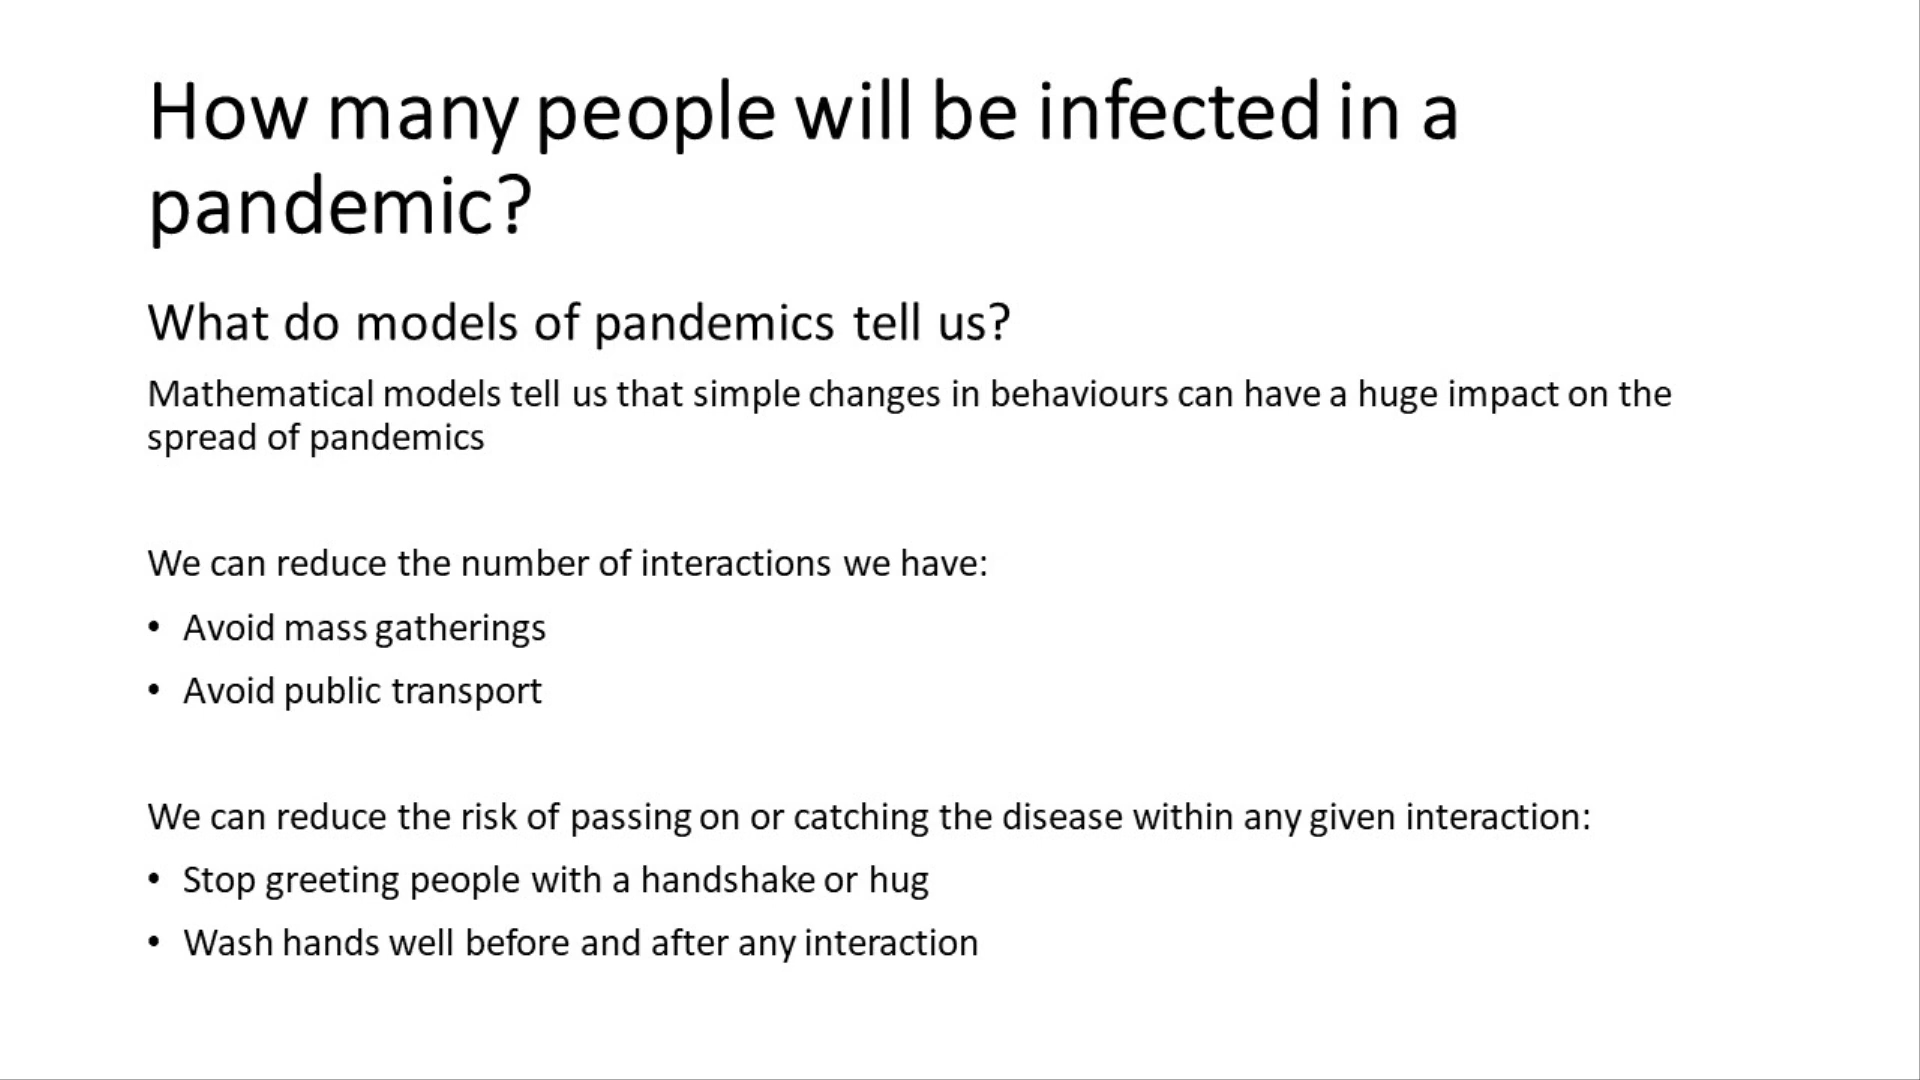 How many people will be infected in a
pandemic?
What do models of pandemics tell us?
Mathematical models tell us that simple changes in behaviours can have a huge impact on the
spread of pandemics
We can reduce the number of interactions we have:
• Avoid mass gatherings
• Avoid public transport
We can reduce the risk of passing on or catching the disease within any given interaction:
• Stop greeting people with a handshake or hug
• Wash hands well before and after any interaction